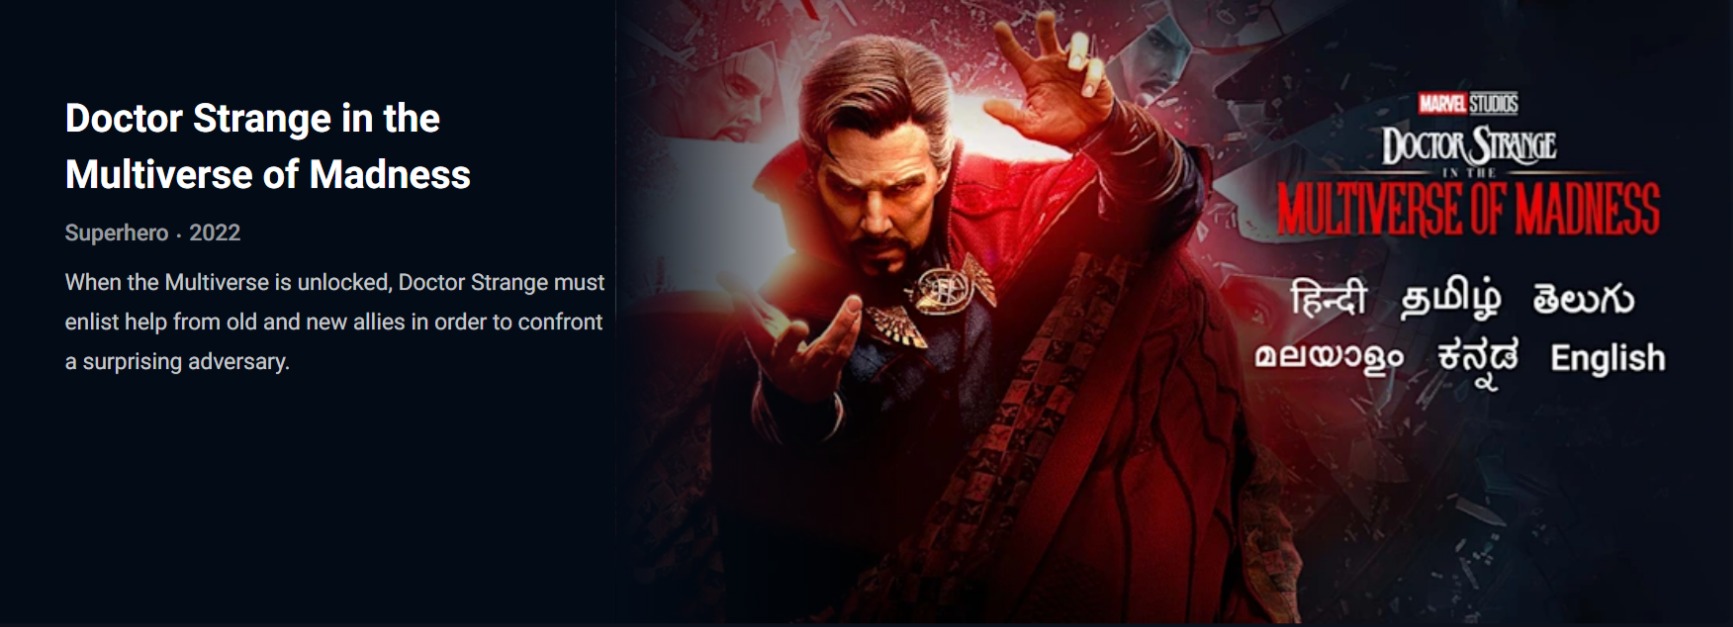 Doctor Strange in the
Multiverse of Madness
Superhero · 2022
When the Multiverse is unlocked, Doctor Strange must
enlist help from old and new allies in order to confront
a surprising adversary.
MARVEL STUDIOS
DOCTOR STRANGE
IN THE
MULTIVERSE OF MADNESS
हिन्दी தமிழ் తెలుగు
മലയാളം ಕನ್ನಡ English